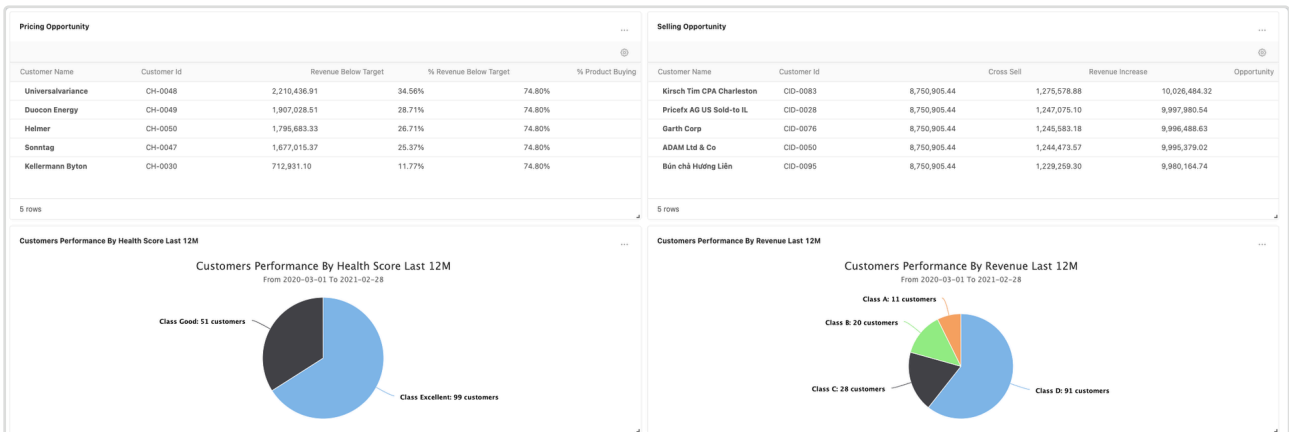 Pricing Opportunity
...
Customer Name Customer Id Revenue Below Target % Revenue Below Target % Product Buying
Universalvariance CH-0048 2,210,436.91 34.56% 74.80%
Duocon Energy CH-0049 1,907,028.51 28.71% 74.80%
Helmer CH-0050 1,795,683.33 26.71% 74.80%
Sonntag CH-0047 1,677,015.37 25.37% 74.80%
Kellermann Byton CH-0030 712,931.10 11.77% 74.80%
5 rows
Selling Opportunity
...
Customer Name Customer Id Cross Sell Revenue Increase Opportunity
Kirsch Tim CPA Charleston CID-0083 8,750,905.44 1,275,578.88 10,026,484.32
Pricefx AG US Sold-to IL CID-0028 8,750,905.44 1,247,075.10 9,997,980.54
Garth Corp CID-0076 8,750,905.44 1,245,583.18 9,996,488.63
ADAM Ltd & Co CID-0050 8,750,905.44 1,244,473.57 9,995,379.02
Bún chả Hương Liên CID-0095 8,750,905.44 1,229,259.30 9,980,164.74
5 rows
Customers Performance By Health Score Last 12M
...
Customers Performance By Health Score Last 12M
From 2020-03-01 To 2021-02-28
Class Good: 51 customers
Class Excellent: 99 customers
Customers Performance By Revenue Last 12M
...
Customers Performance By Revenue Last 12M
From 2020-03-01 To 2021-02-28
Class A: 11 customers
Class B: 20 customers
Class C: 28 customers
Class D: 91 customers